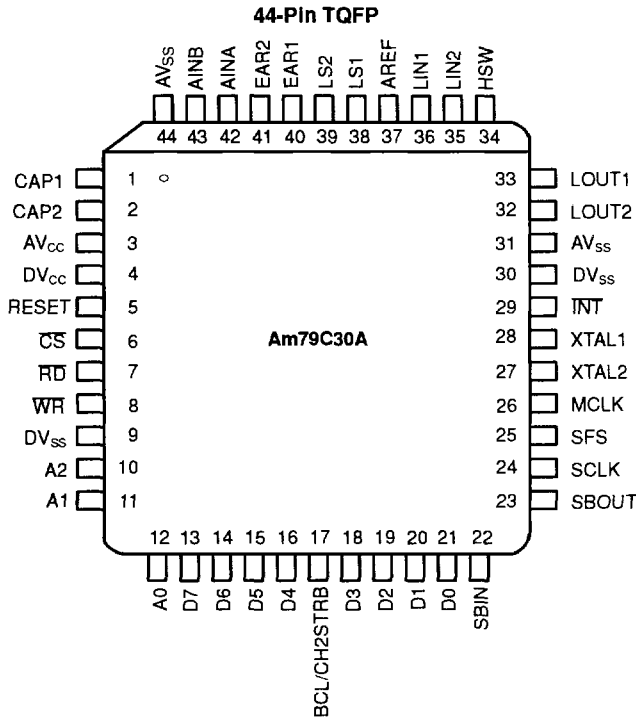 44-Pin TQFP
AVSS AINB AINA EAR2 EAR1 LS2 LS1 AREF LIN1 LIN2 HSW
44 43 42 41 40 39 38 37 36 35 34
CAP1 1 33 LOUT1
CAP2 2 32 LOUT2
AVCC 3 31 AVSS
DVCC 4 30 DVSS
RESET 5 29 I̅N̅T̅
C̅S̅ 6 Am79C30A 28 XTAL1
R̅D̅ 7 27 XTAL2
W̅R̅ 8 26 MCLK
DVSS 9 25 SFS
A2 10 24 SCLK
A1 11 23 SBOUT
12 13 14 15 16 17 18 19 20 21 22
A0 D7 D6 D5 D4 BCL/CH2STRB D3 D2 D1 D0 SBIN